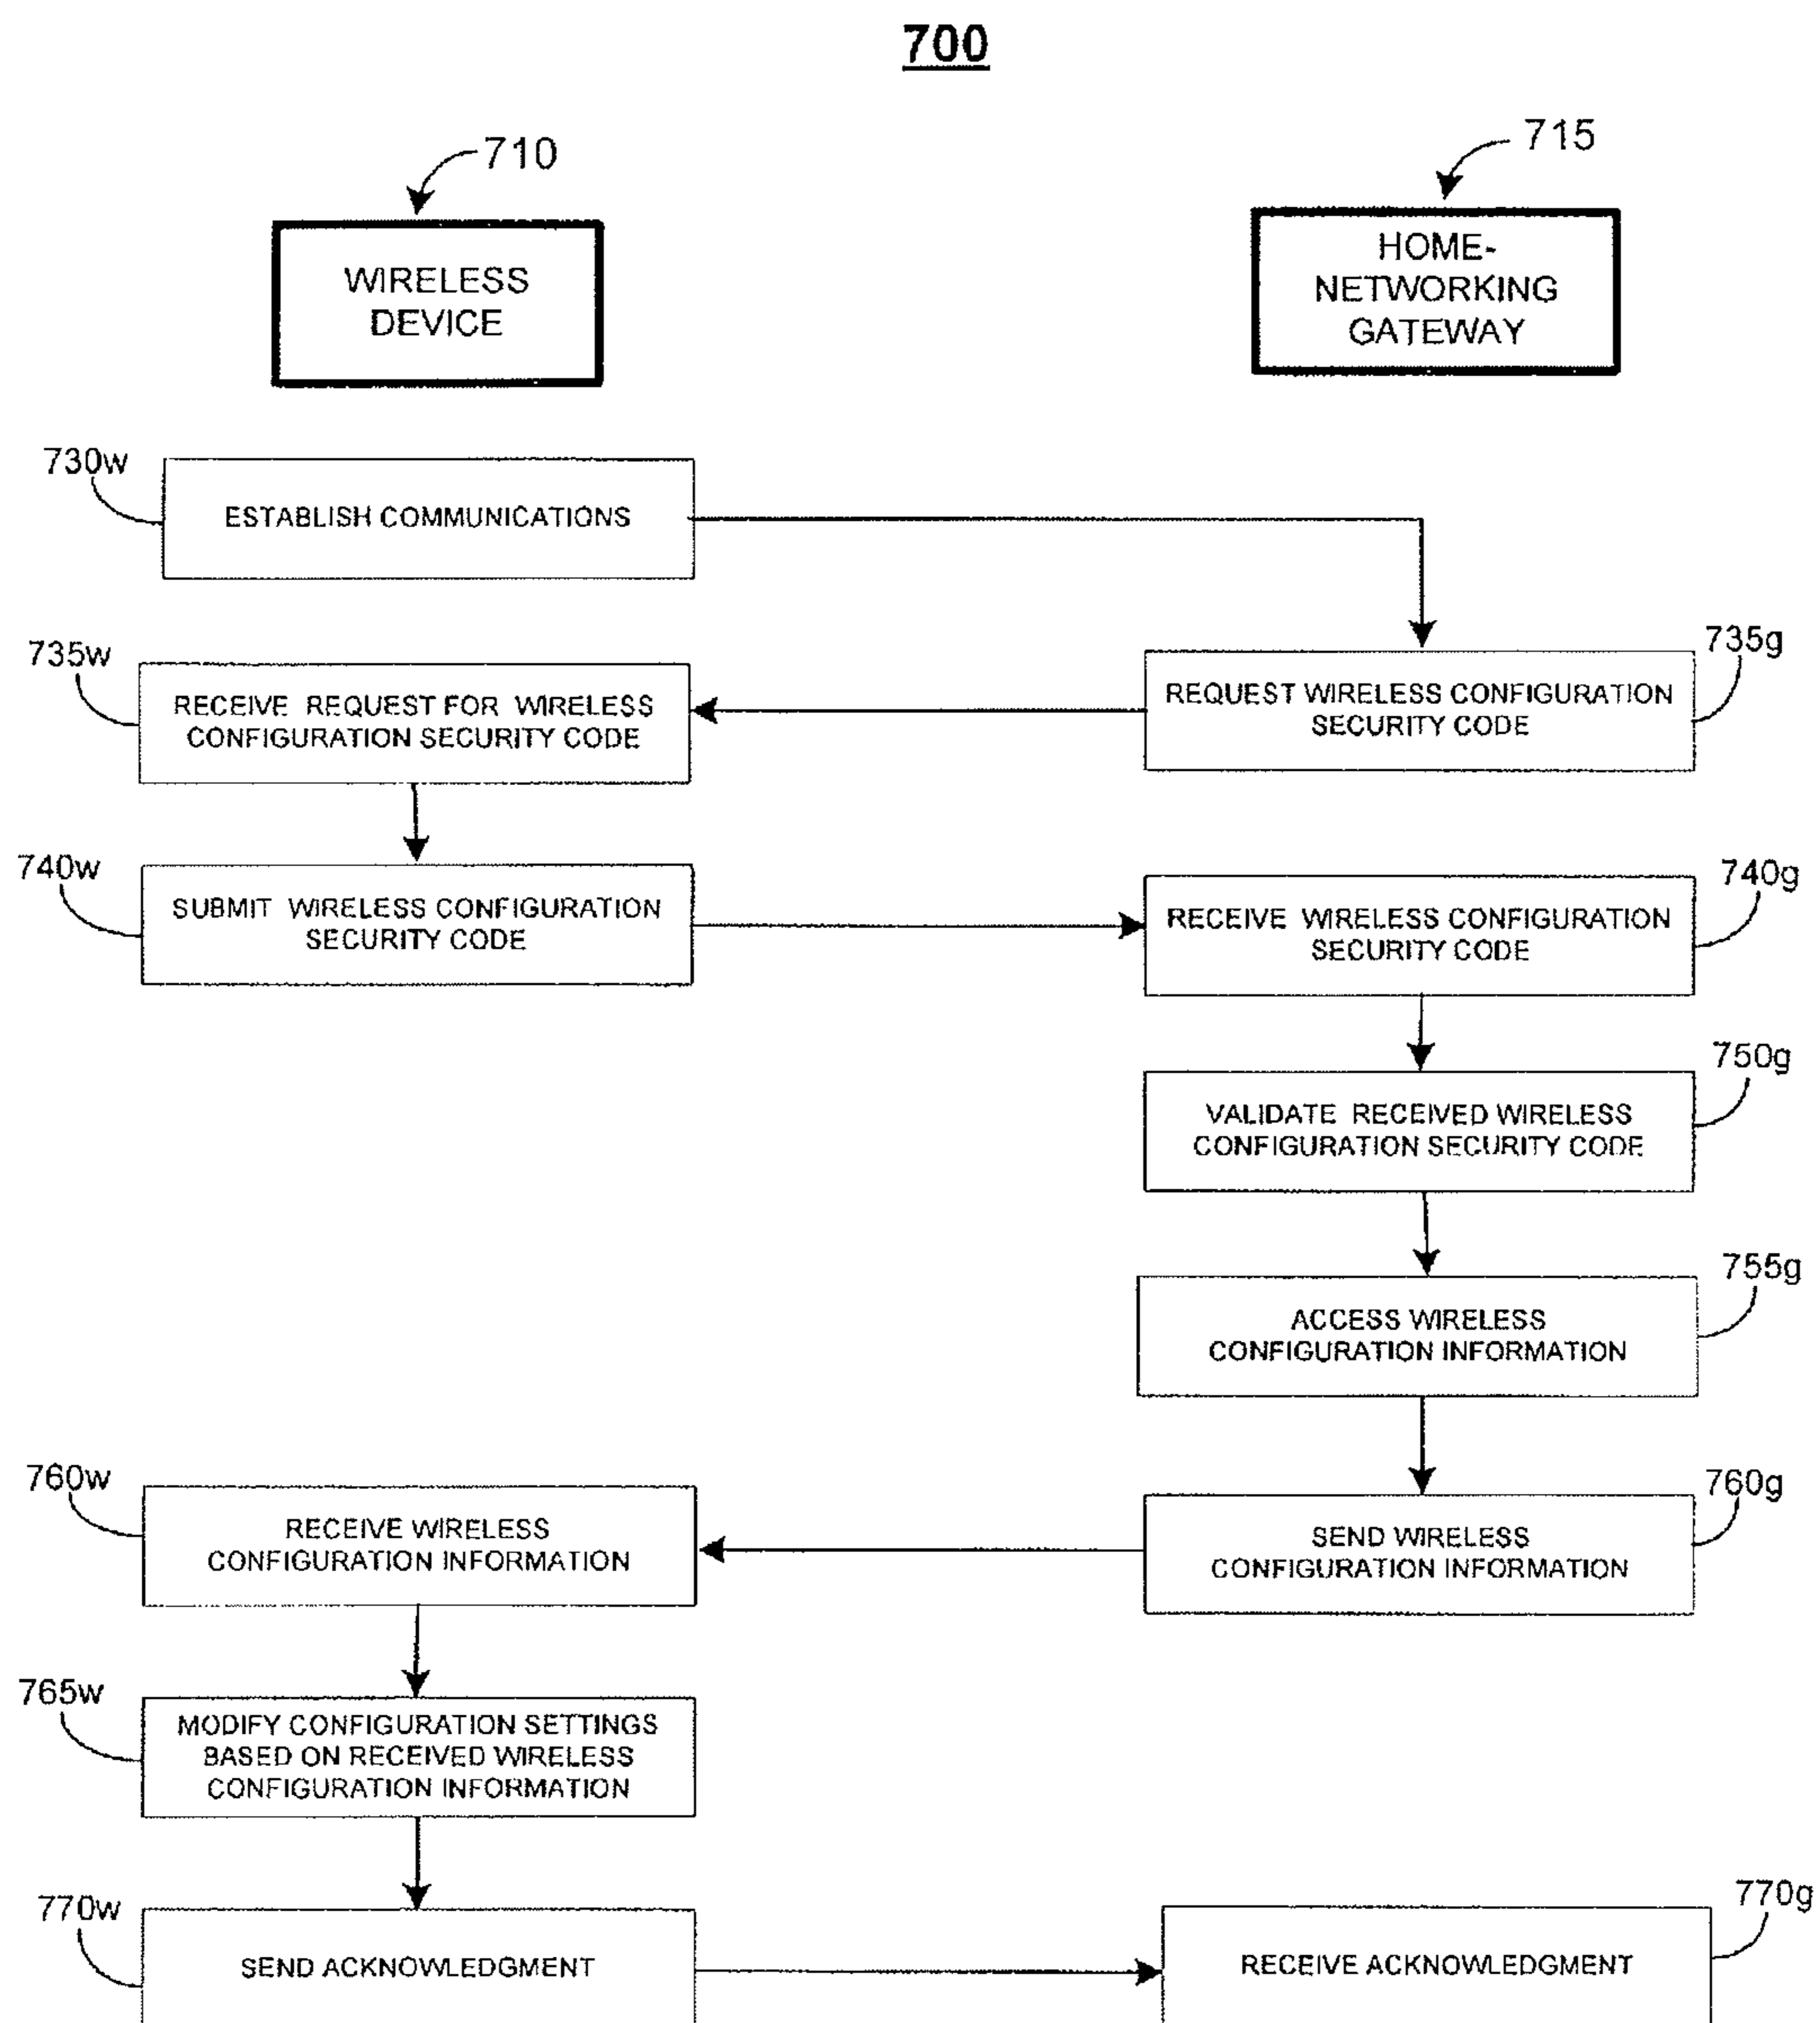 700
710
715
WIRELESS
DEVICE
HOME-
NETWORKING
GATEWAY
730w
ESTABLISH COMMUNICATIONS
735w
RECEIVE REQUEST FOR WIRELESS
CONFIGURATION SECURITY CODE
735g
REQUEST WIRELESS CONFIGURATION
SECURITY CODE
740w
SUBMIT WIRELESS CONFIGURATION
SECURITY CODE
740g
RECEIVE WIRELESS CONFIGURATION
SECURITY CODE
750g
VALIDATE RECEIVED WIRELESS
CONFIGURATION SECURITY CODE
755g
ACCESS WIRELESS
CONFIGURATION INFORMATION
760w
RECEIVE WIRELESS
CONFIGURATION INFORMATION
760g
SEND WIRELESS
CONFIGURATION INFORMATION
765w
MODIFY CONFIGURATION SETTINGS
BASED ON RECEIVED WIRELESS
CONFIGURATION INFORMATION
770w
SEND ACKNOWLEDGMENT
770g
RECEIVE ACKNOWLEDGMENT